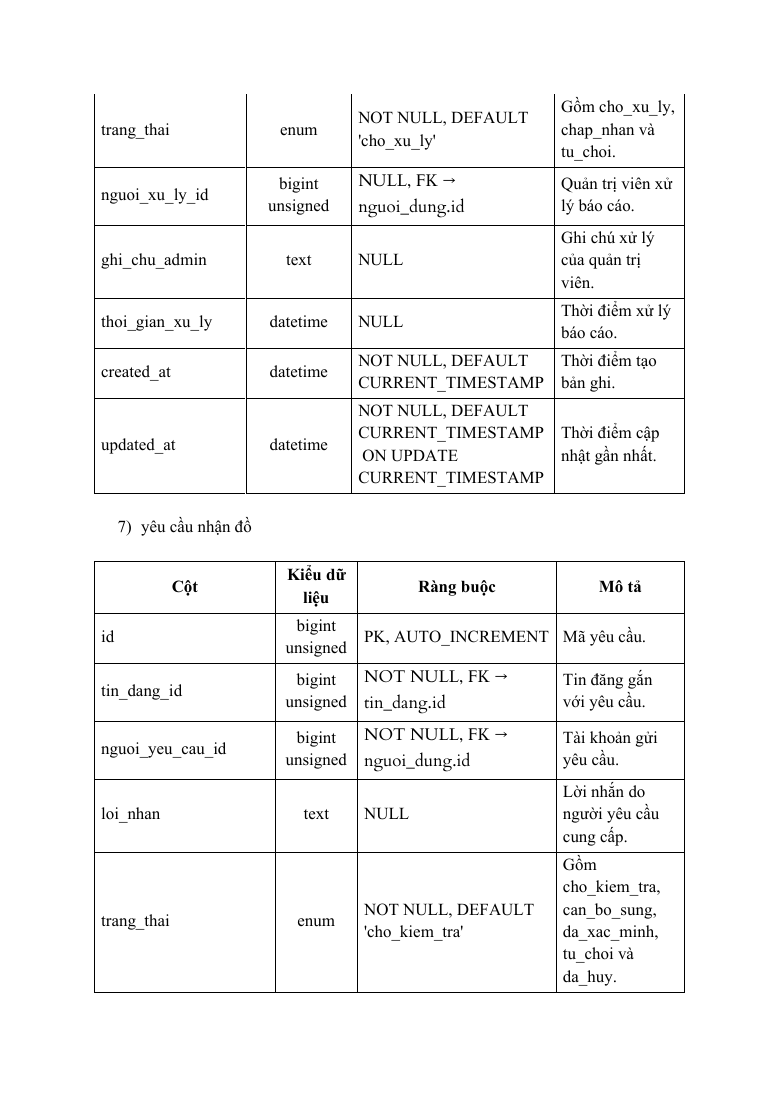 trang_thai enum NOT NULL, DEFAULT 'cho_xu_ly' Gồm cho_xu_ly, chap_nhan và tu_choi.
nguoi_xu_ly_id bigint unsigned NULL, FK → nguoi_dung.id Quản trị viên xử lý báo cáo.
ghi_chu_admin text NULL Ghi chú xử lý của quản trị viên.
thoi_gian_xu_ly datetime NULL Thời điểm xử lý báo cáo.
created_at datetime NOT NULL, DEFAULT CURRENT_TIMESTAMP Thời điểm tạo bản ghi.
updated_at datetime NOT NULL, DEFAULT CURRENT_TIMESTAMP ON UPDATE CURRENT_TIMESTAMP Thời điểm cập nhật gần nhất.
7) yêu cầu nhận đồ
Cột Kiểu dữ liệu Ràng buộc Mô tả
id bigint unsigned PK, AUTO_INCREMENT Mã yêu cầu.
tin_dang_id bigint unsigned NOT NULL, FK → tin_dang.id Tin đăng gắn với yêu cầu.
nguoi_yeu_cau_id bigint unsigned NOT NULL, FK → nguoi_dung.id Tài khoản gửi yêu cầu.
loi_nhan text NULL Lời nhắn do người yêu cầu cung cấp.
trang_thai enum NOT NULL, DEFAULT 'cho_kiem_tra' Gồm cho_kiem_tra, can_bo_sung, da_xac_minh, tu_choi và da_huy.